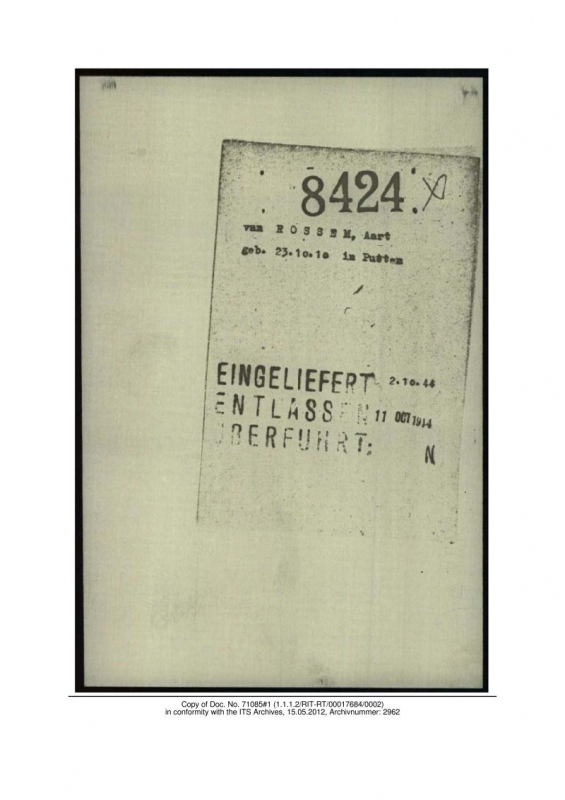 8424.
van ROSSEM, Aart
geb. 23.10.10 in Putten
EINGELIEFERT 2.10.44
ENTLASSEN 11 OCT 1944
ÜBERFUHRT: N
Copy of Doc. No. 71085#1 (1.1.1.2/RIT-RT/00017684/0002)
in conformity with the ITS Archives, 15.05.2012, Archivnummer: 2962